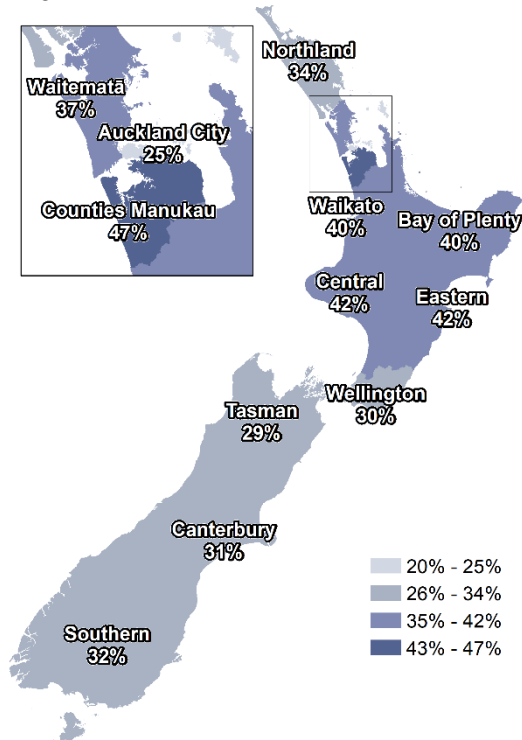 Northland
34%
Waitematā
37%
Auckland City
25%
Counties Manukau
47%
Waikato
40%
Bay of Plenty
40%
Central
42%
Eastern
42%
Wellington
30%
Tasman
29%
Canterbury
31%
Southern
32%
20% - 25%
26% - 34%
35% - 42%
43% - 47%